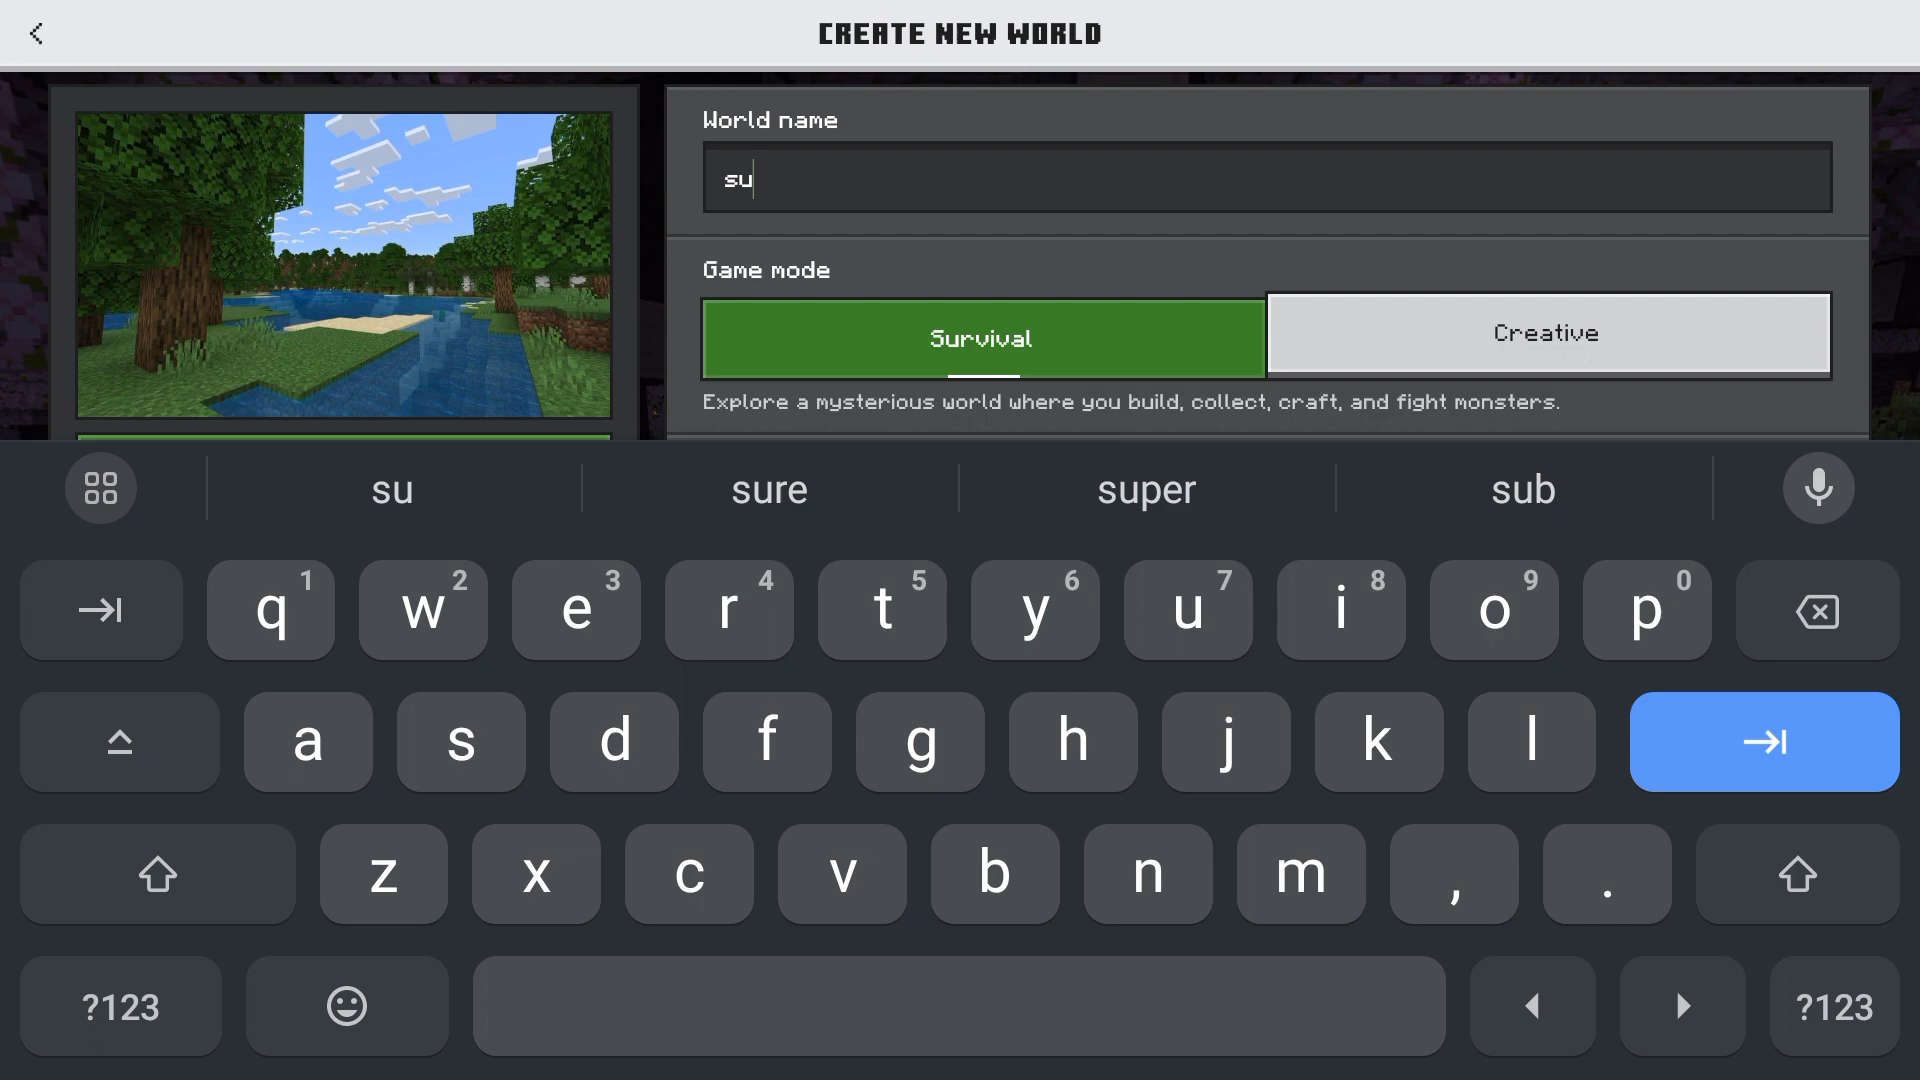 CREATE NEW WORLD
World name
su
Game mode
Survival
Creative
Explore a mysterious world where you build, collect, craft, and fight monsters.
su sure super sub
q 1 w 2 e 3 r 4 t 5 y 6 u 7 i 8 o 9 p 0
a s d f g h j k l
z x c v b n m , .
?123 ?123